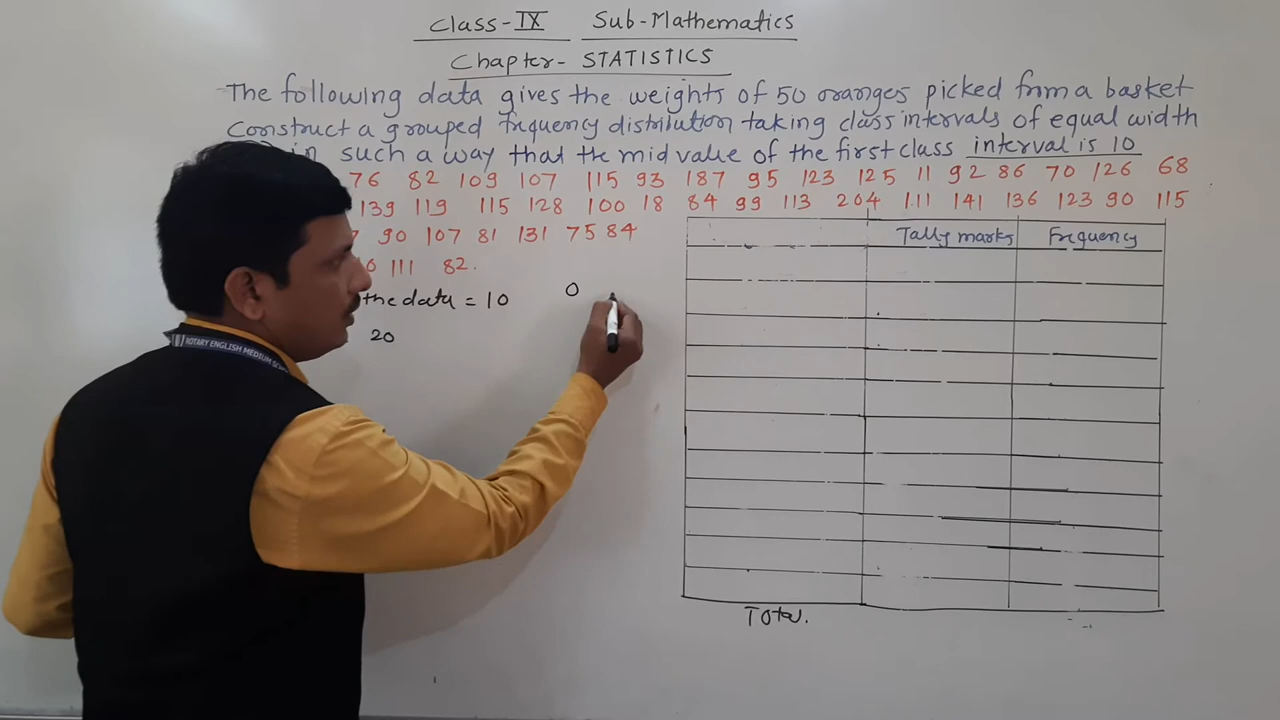 Class-IX Sub-Mathematics
Chapter- STATISTICS
The following data gives the weights of 50 oranges picked from a basket
Construct a grouped frequency distribution taking class intervals of equal width
in such a way that the mid value of the first class interval is 10
76 82 109 107 115 93 187 95 123 125 11 92 86 70 126 68
139 119 115 128 100 18 84 99 113 204 111 141 136 123 90 115
90 107 81 131 75 84
111 82.
the data = 10
0
20
Tally marks Frequency
Total.
ROTARY ENGLISH MEDIUM